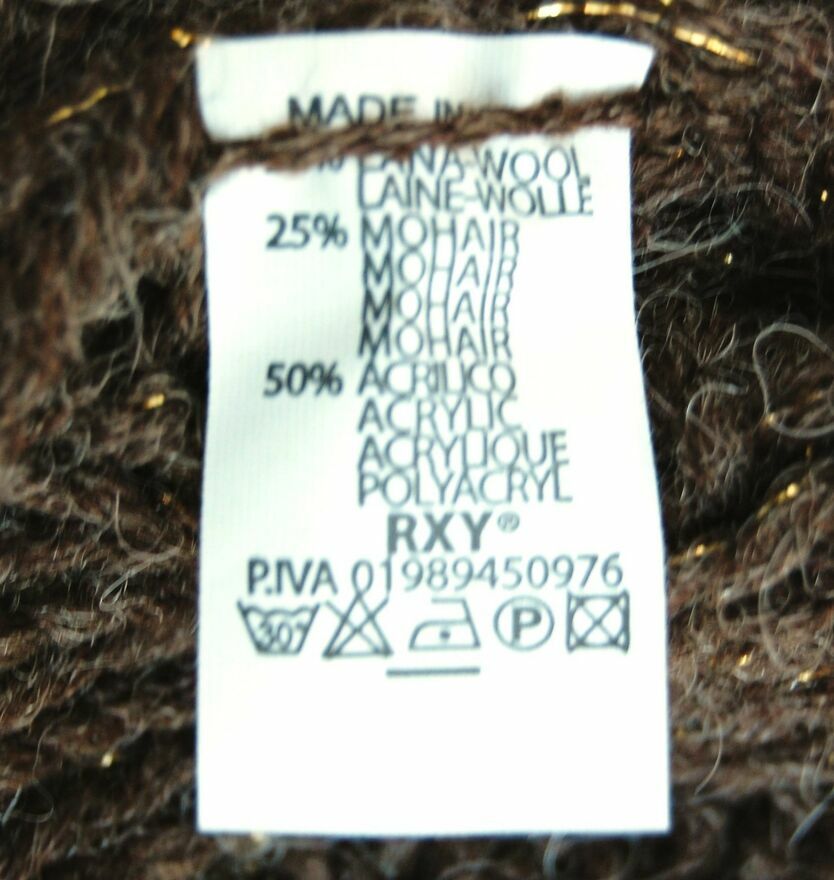 MADE IN
LANA-WOOL
LAINE-WOLLE
25% MOHAIR
MOHAIR
MOHAIR
MOHAIR
50% ACRILICO
ACRYLIC
ACRYLIQUE
POLYACRYL
RXY®
P.IVA 01989450976
30°
P